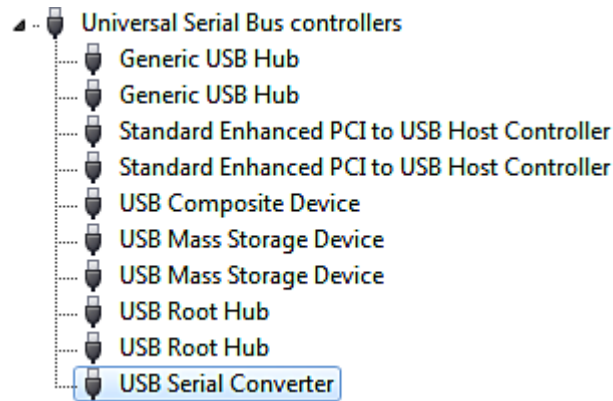 Universal Serial Bus controllers
Generic USB Hub
Generic USB Hub
Standard Enhanced PCI to USB Host Controller
Standard Enhanced PCI to USB Host Controller
USB Composite Device
USB Mass Storage Device
USB Mass Storage Device
USB Root Hub
USB Root Hub
USB Serial Converter